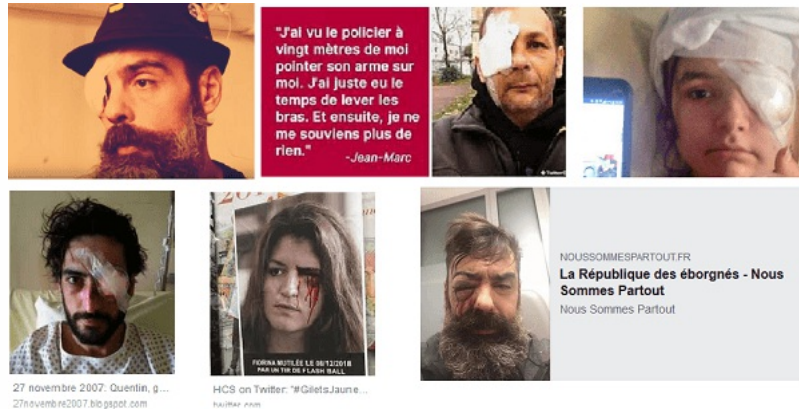 "J'ai vu le policier à
vingt mètres de moi
pointer son arme sur
moi. J'ai juste eu le
temps de lever les
bras. Et ensuite, je ne
me souviens plus de
rien."
-Jean-Marc
27 novembre 2007: Quentin, g...
27novembre2007.blogspot.com
FIORINA MUTILÉE LE 08/12/2018
PAR UN TIR DE FLASH BALL
HCS on Twitter: "#GiletsJaune...
twitter.com
NOUSSOMMESPARTOUT.FR
La République des éborgnés - Nous
Sommes Partout
Nous Sommes Partout